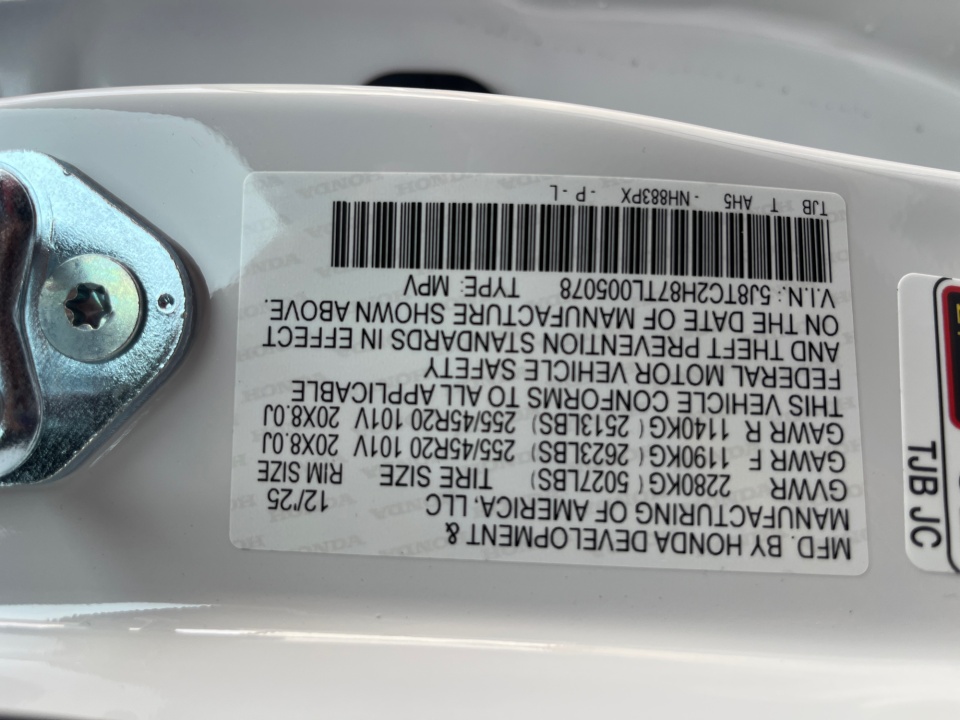 MFD. BY HONDA DEVELOPMENT &
MANUFACTURING OF AMERICA, LLC 12/'25
GVWR 2280KG ( 5027LBS) TIRE SIZE RIM SIZE
GAWR F 1190KG ( 2623LBS) 255/45R20 101V 20X8.0J
GAWR R 1140KG ( 2513LBS) 255/45R20 101V 20X8.0J
THIS VEHICLE CONFORMS TO ALL APPLICABLE
FEDERAL MOTOR VEHICLE SAFETY
AND THEFT PREVENTION STANDARDS IN EFFECT
ON THE DATE OF MANUFACTURE SHOWN ABOVE.
V.I.N.: 5J8TC2H87TL005078 TYPE: MPV
TJB T AH5 - NH883PX -P - L
TJB JC